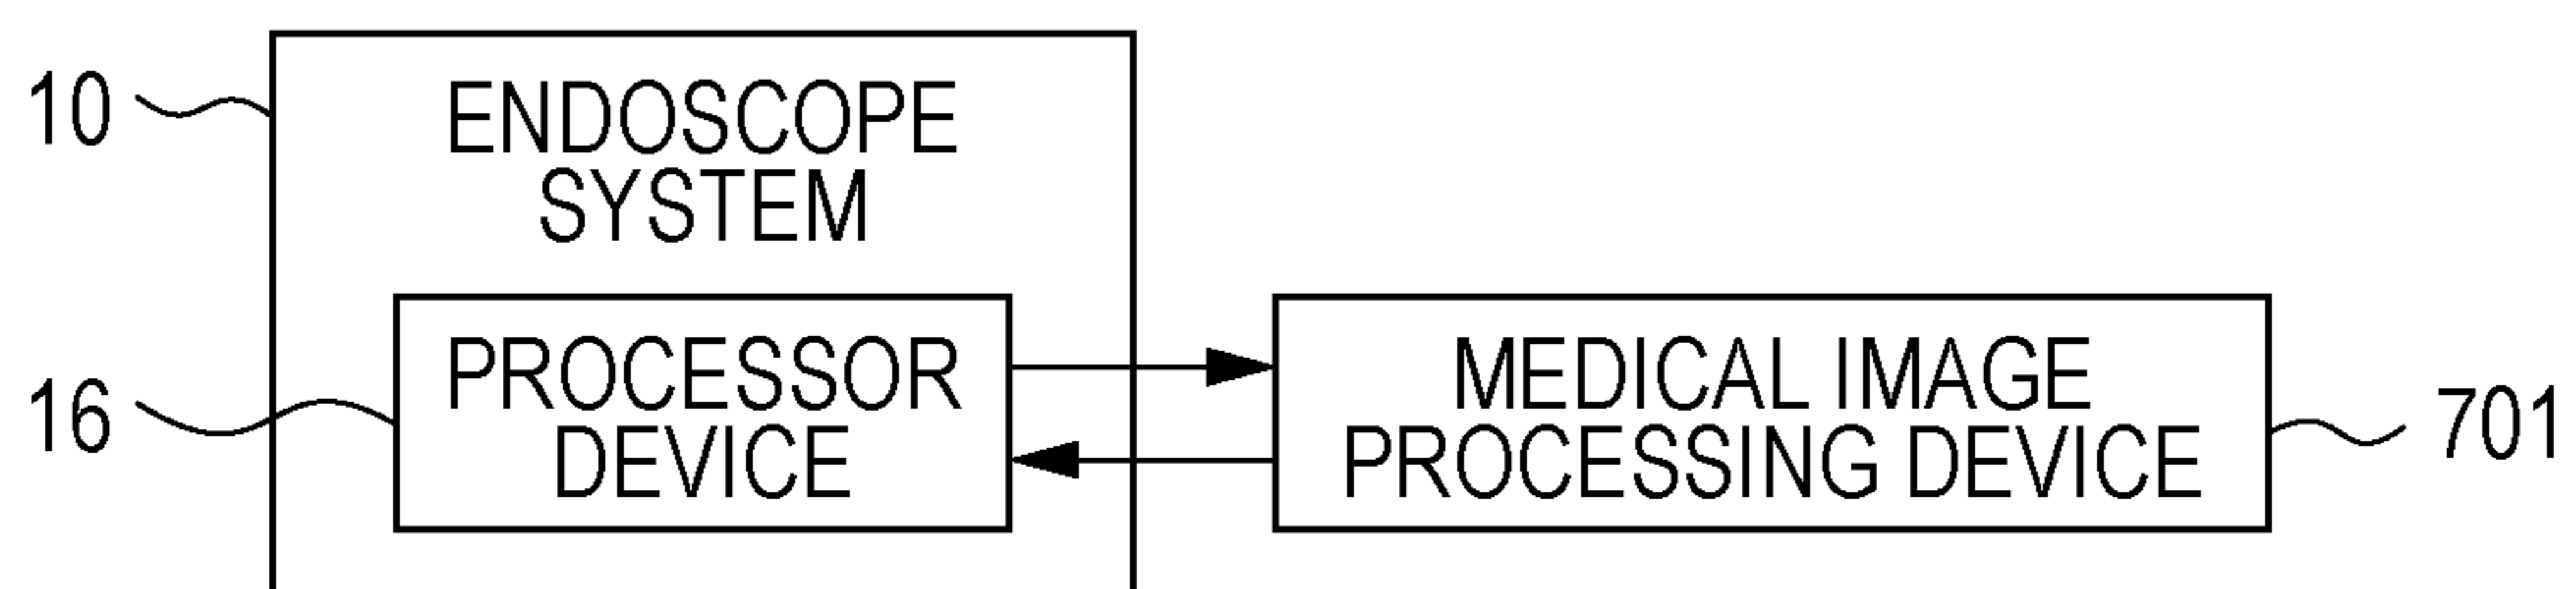 10
ENDOSCOPE
SYSTEM
16
PROCESSOR
DEVICE
MEDICAL IMAGE
PROCESSING DEVICE
701